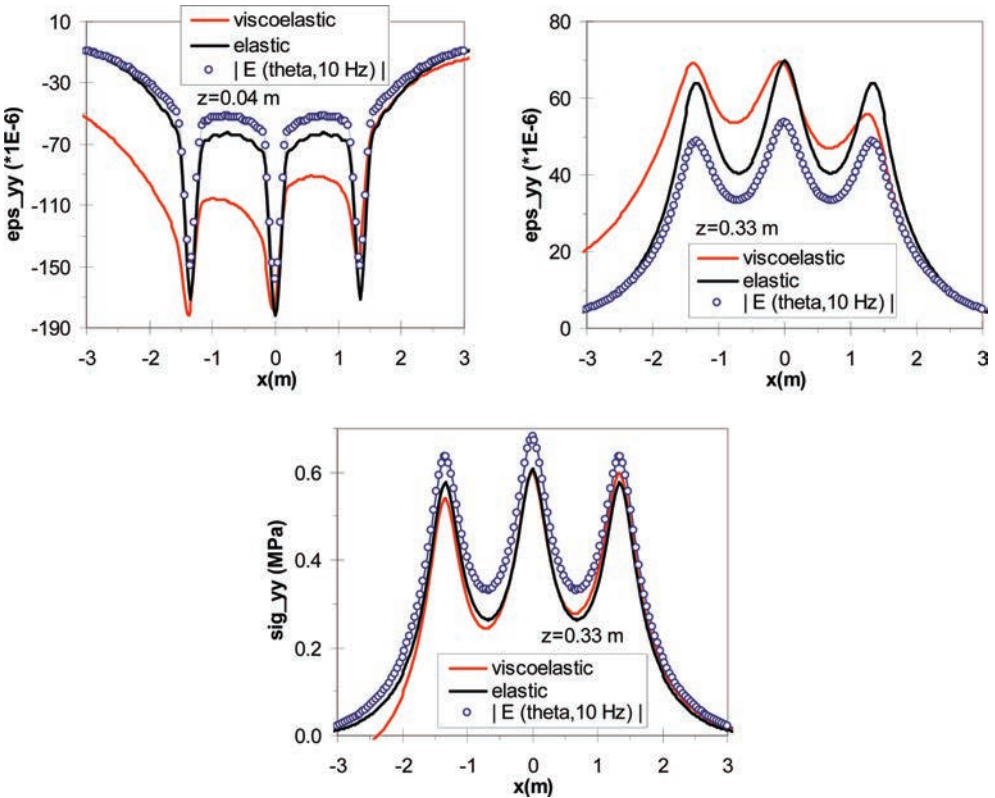 10
-30
-70
-110
-150
-190
eps_yy (*1E-6)
viscoelastic
elastic
| E (theta,10 Hz) |
z=0.04 m
-3 -2 -1 0 1 2 3
x(m)
80
60
40
20
0
eps_yy (*1E-6)
z=0.33 m
viscoelastic
elastic
| E (theta,10 Hz) |
-3 -2 -1 0 1 2 3
x(m)
0.6
0.4
0.2
0.0
sig_yy (MPa)
z=0.33 m
viscoelastic
elastic
| E (theta,10 Hz) |
-3 -2 -1 0 1 2 3
x(m)